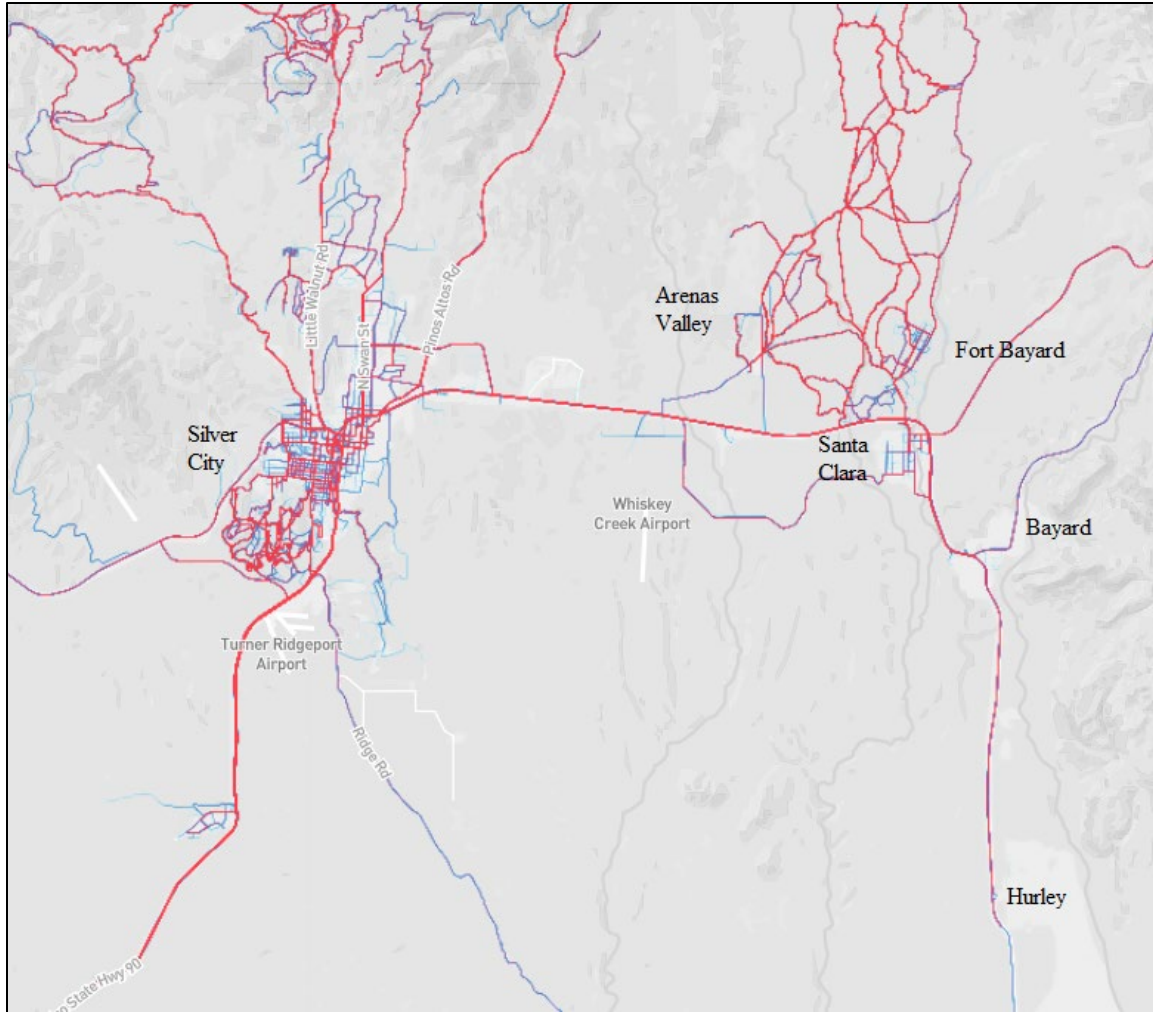 Little Walnut Rd
N Swan St
Pinos Altos Rd
Arenas
Valley
Fort Bayard
Silver
City
Santa
Clara
Whiskey
Creek Airport
Bayard
Turner Ridgeport
Airport
Ridge Rd
Hurley
State Hwy 90